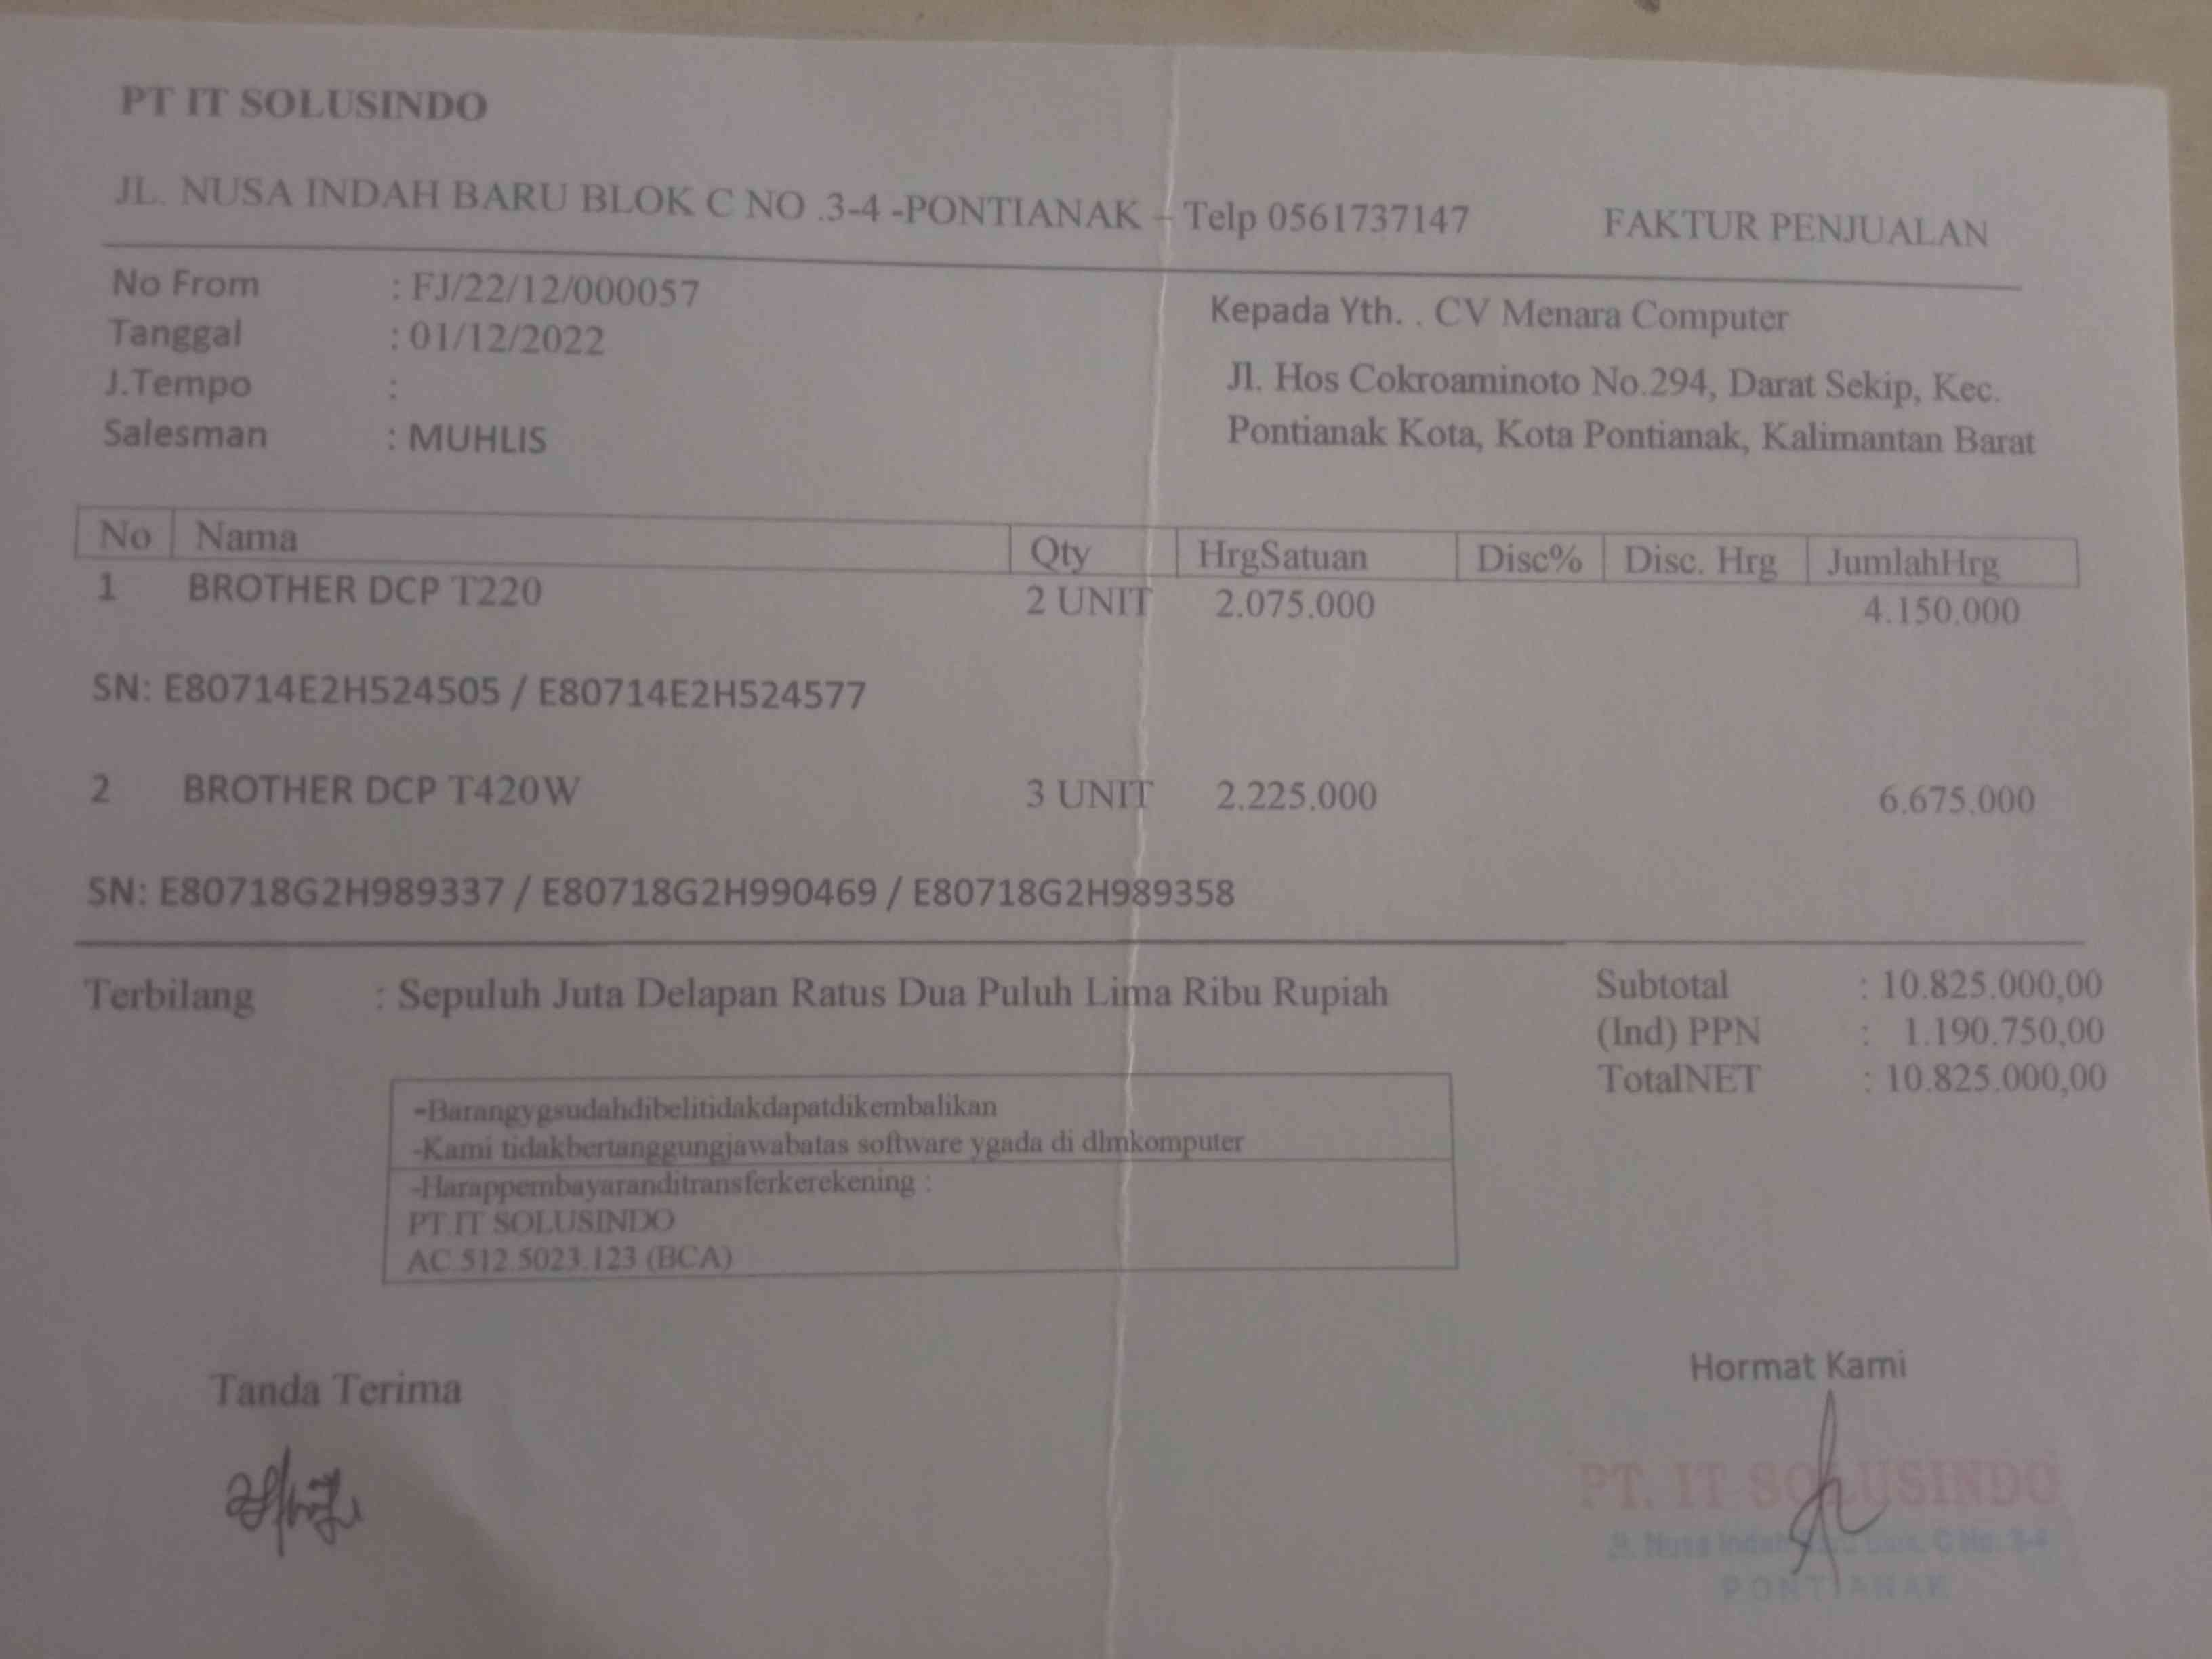 PT IT SOLUSINDO
JL. NUSA INDAH BARU BLOK C NO .3-4 -PONTIANAK – Telp 0561737147 FAKTUR PENJUALAN
No From : FJ/22/12/000057
Tanggal : 01/12/2022
J.Tempo :
Salesman : MUHLIS
Kepada Yth. . CV Menara Computer
Jl. Hos Cokroaminoto No.294, Darat Sekip, Kec.
Pontianak Kota, Kota Pontianak, Kalimantan Barat
No Nama Qty HrgSatuan Disc% Disc. Hrg JumlahHrg
1 BROTHER DCP T220 2 UNIT 2.075.000 4.150.000
SN: E80714E2H524505 / E80714E2H524577
2 BROTHER DCP T420W 3 UNIT 2.225.000 6.675.000
SN: E80718G2H989337 / E80718G2H990469 / E80718G2H989358
Terbilang : Sepuluh Juta Delapan Ratus Dua Puluh Lima Ribu Rupiah
Subtotal : 10.825.000,00
(Ind) PPN : 1.190.750,00
TotalNET : 10.825.000,00
-Barangygsudahdibelitidakdapatdikembalikan
-Kami tidakbertanggungjawabatas software ygada di dlmkomputer
-Harappembayaranditransferkerekening :
PT.IT SOLUSINDO
AC.512.5023.123 (BCA)
Tanda Terima
Hormat Kami
PT. IT SOLUSINDO
Jl. Nusa Indah No. 3-4
PONTIANAK